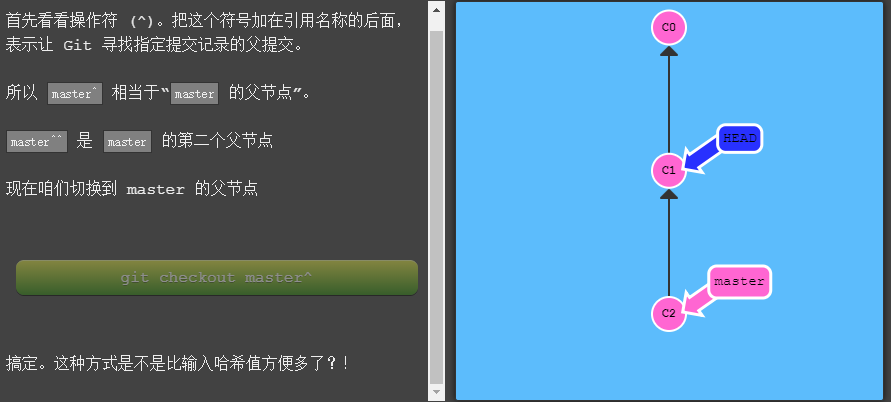 首先看看操作符 (^)。把这个符号加在引用名称的后面，
表示让 Git 寻找指定提交记录的父提交。
所以 master^ 相当于“master 的父节点”。
master^^ 是 master 的第二个父节点
现在咱们切换到 master 的父节点
git checkout master^
搞定。这种方式是不是比输入哈希值方便多了？！
C0
HEAD
C1
master
C2